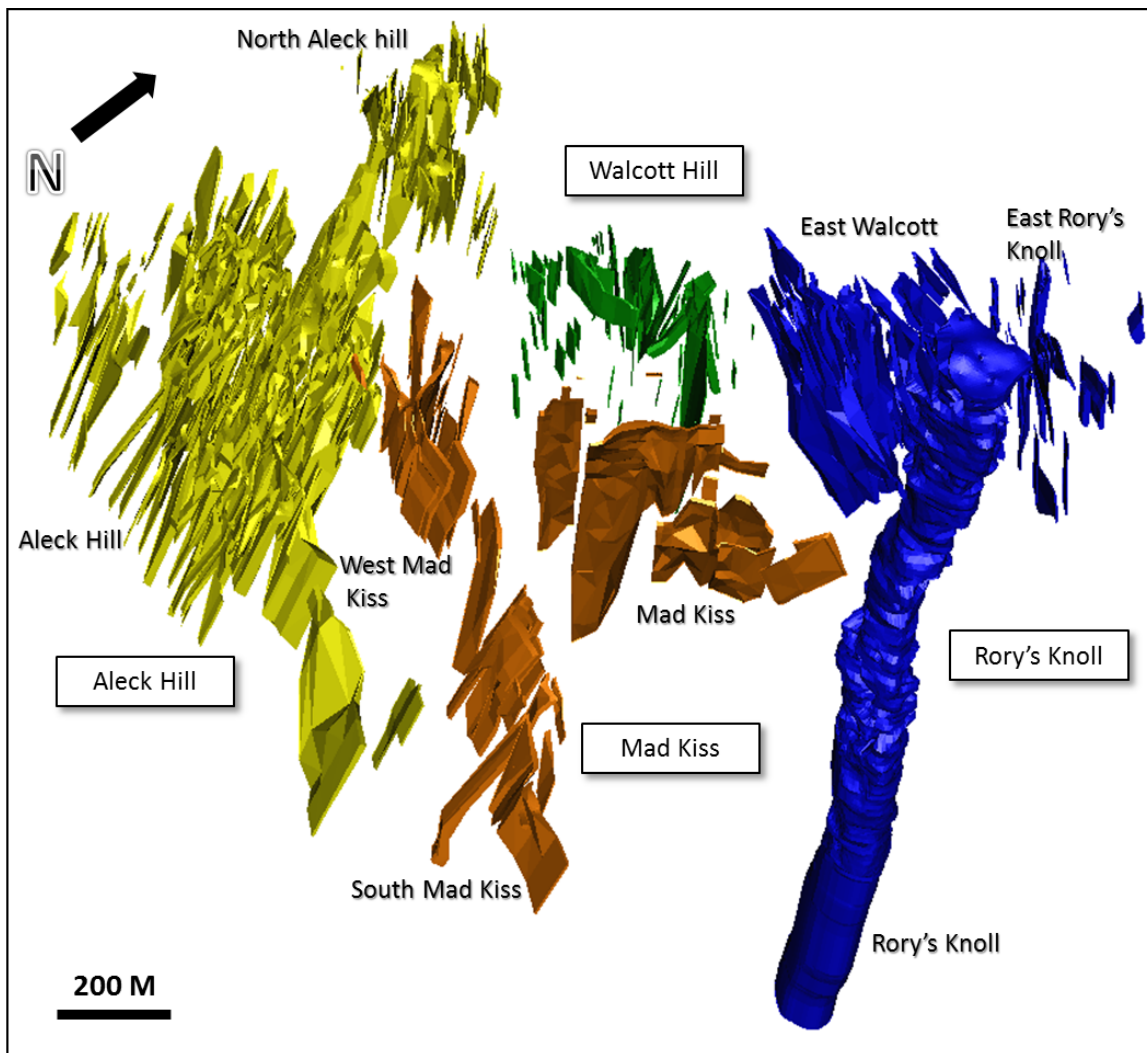 North Aleck hill
N
Walcott Hill
East Walcott
East Rory's
Knoll
Aleck Hill
West Mad
Kiss
Mad Kiss
Aleck Hill
Rory's Knoll
Mad Kiss
South Mad Kiss
Rory's Knoll
200 M